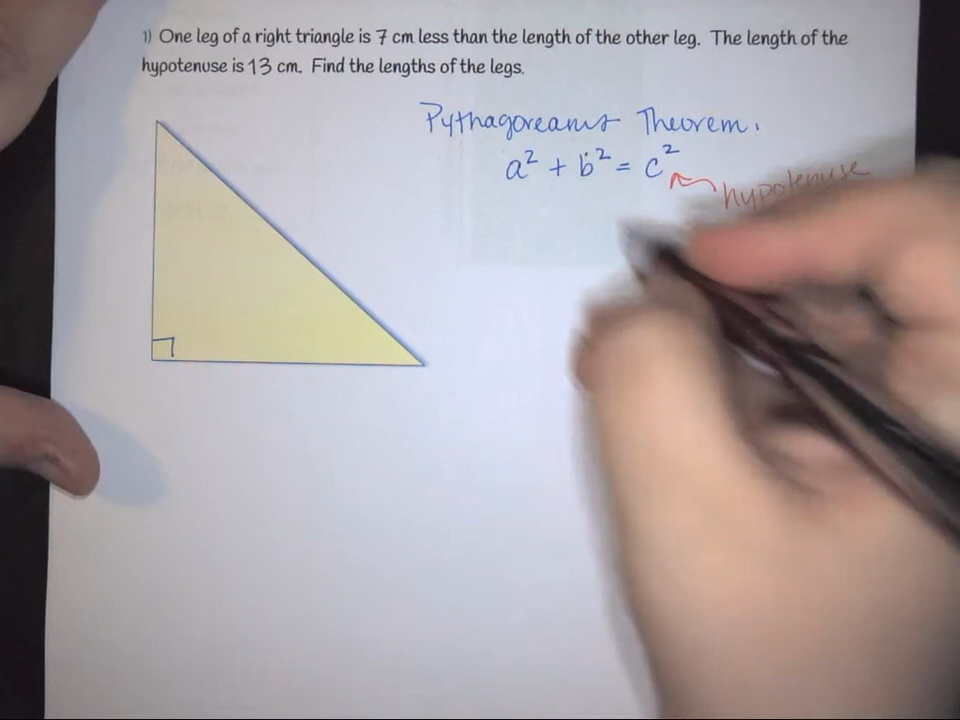 1) One leg of a right triangle is 7 cm less than the length of the other leg. The length of the
hypotenuse is 13 cm. Find the lengths of the legs.
Pythagoreams Theorem.
a² + b² = c²
hypotenuse